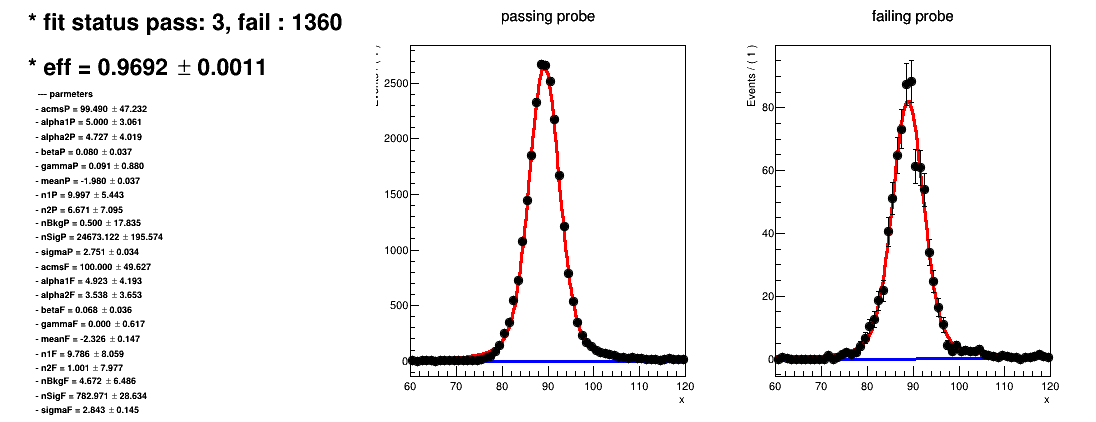 * fit status pass: 3, fail : 1360
* eff = 0.9692 ± 0.0011
--- parmeters
- acmsP = 99.490 ± 47.232
- alpha1P = 5.000 ± 3.061
- alpha2P = 4.727 ± 4.019
- betaP = 0.080 ± 0.037
- gammaP = 0.091 ± 0.880
- meanP = -1.980 ± 0.037
- n1P = 9.997 ± 5.443
- n2P = 6.671 ± 7.095
- nBkgP = 0.500 ± 17.835
- nSigP = 24673.122 ± 195.574
- sigmaP = 2.751 ± 0.034
- acmsF = 100.000 ± 49.627
- alpha1F = 4.923 ± 4.193
- alpha2F = 3.538 ± 3.653
- betaF = 0.068 ± 0.036
- gammaF = 0.000 ± 0.617
- meanF = -2.326 ± 0.147
- n1F = 9.786 ± 8.059
- n2F = 1.001 ± 7.977
- nBkgF = 4.672 ± 6.486
- nSigF = 782.971 ± 28.634
- sigmaF = 2.843 ± 0.145
passing probe
2500
2000
1500
1000
500
0
60 70 80 90 100 110 120
x
failing probe
Events / ( 1 )
80
60
40
20
0
60 70 80 90 100 110 120
x